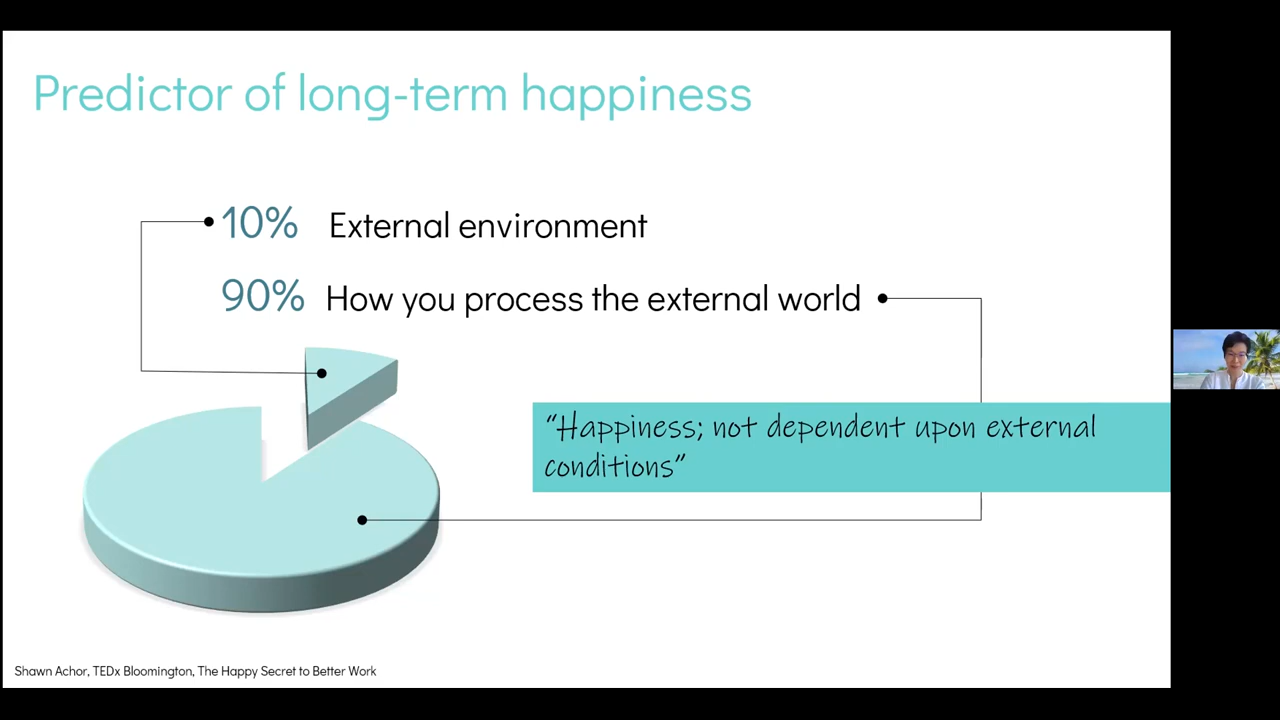 Predictor of long-term happiness
10% External environment
90% How you process the external world
“Happiness; not dependent upon external
conditions”
Shawn Achor, TEDx Bloomington, The Happy Secret to Better Work